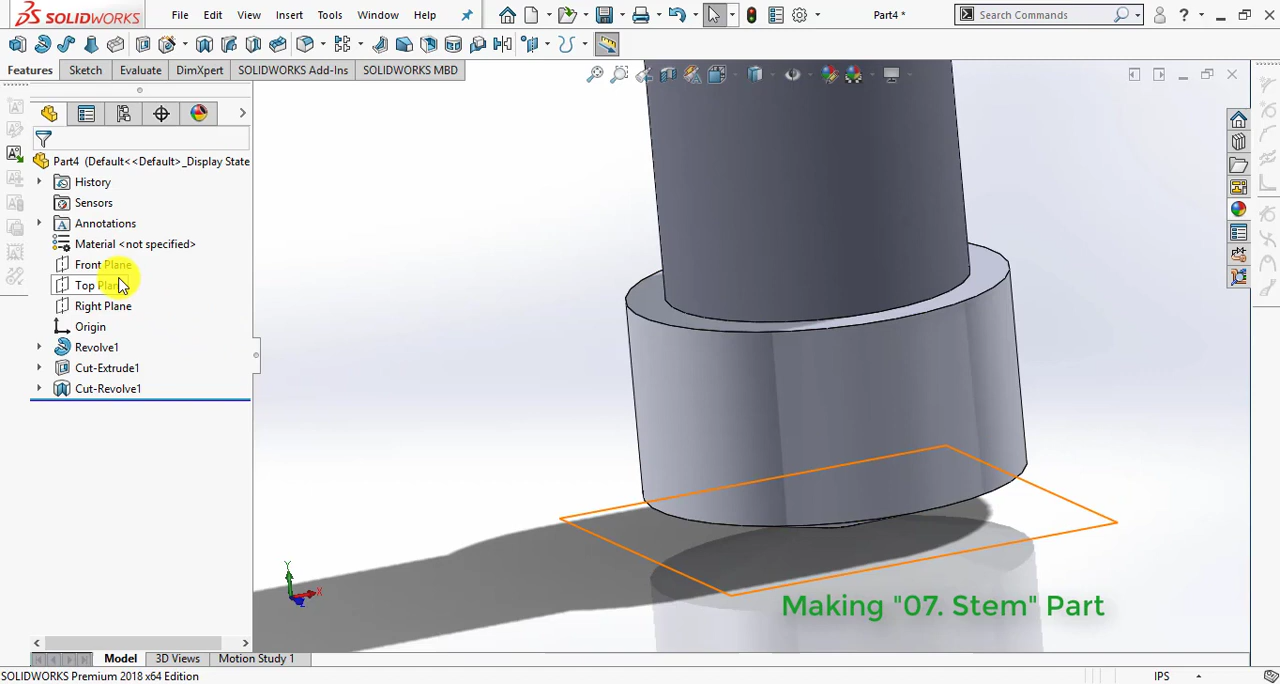 SOLIDWORKS File Edit View Insert Tools Window Help Part4 * Search Commands ?
Features Sketch Evaluate DimXpert SOLIDWORKS Add-Ins SOLIDWORKS MBD
Part4 (Default<<Default>_Display State
History
Sensors
Annotations
Material <not specified>
Front Plane
Top Plane
Right Plane
Origin
Revolve1
Cut-Extrude1
Cut-Revolve1
Y
X
Z
Making "07. Stem" Part
Model 3D Views Motion Study 1
SOLIDWORKS Premium 2018 x64 Edition IPS